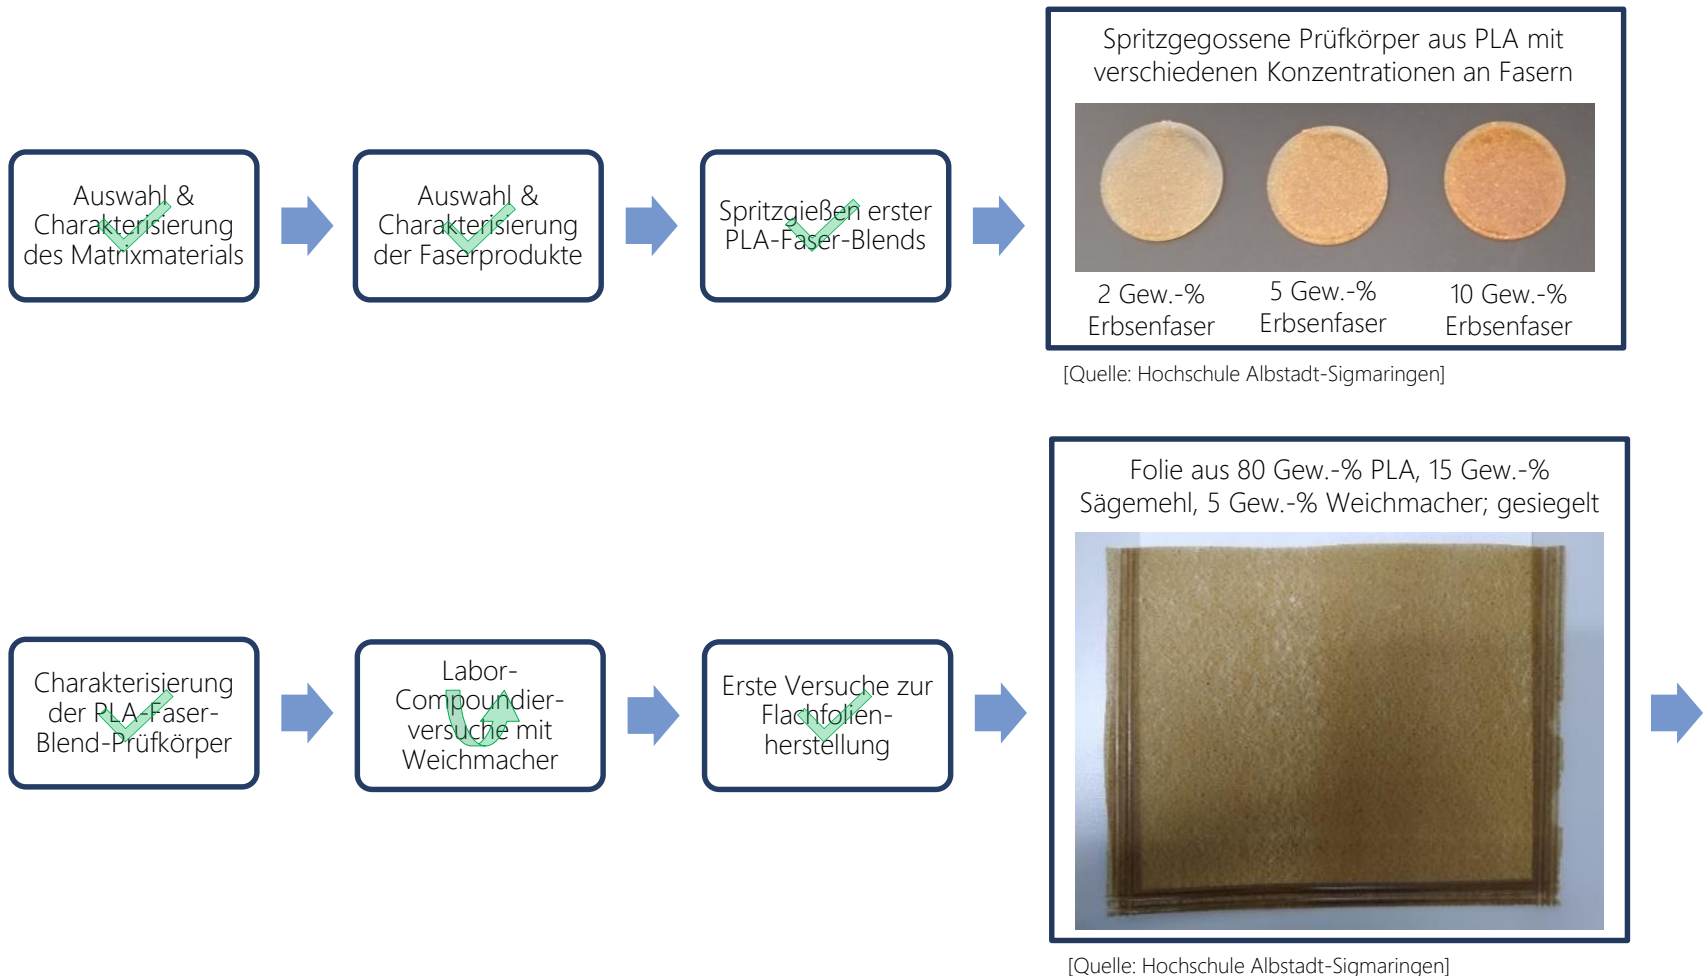 Spritzgegossene Prüfkörper aus PLA mit
verschiedenen Konzentrationen an Fasern
Auswahl &
Charakterisierung
des Matrixmaterials
Auswahl &
Charakterisierung
der Faserprodukte
Spritzgießen erster
PLA-Faser-Blends
2 Gew.-%
Erbsenfaser
5 Gew.-%
Erbsenfaser
10 Gew.-%
Erbsenfaser
[Quelle: Hochschule Albstadt-Sigmaringen]
Folie aus 80 Gew.-% PLA, 15 Gew.-%
Sägemehl, 5 Gew.-% Weichmacher; gesiegelt
Charakterisierung
der PLA-Faser-
Blend-Prüfkörper
Labor-
Compoundier-
versuche mit
Weichmacher
Erste Versuche zur
Flachfolien-
herstellung
[Quelle: Hochschule Albstadt-Sigmaringen]